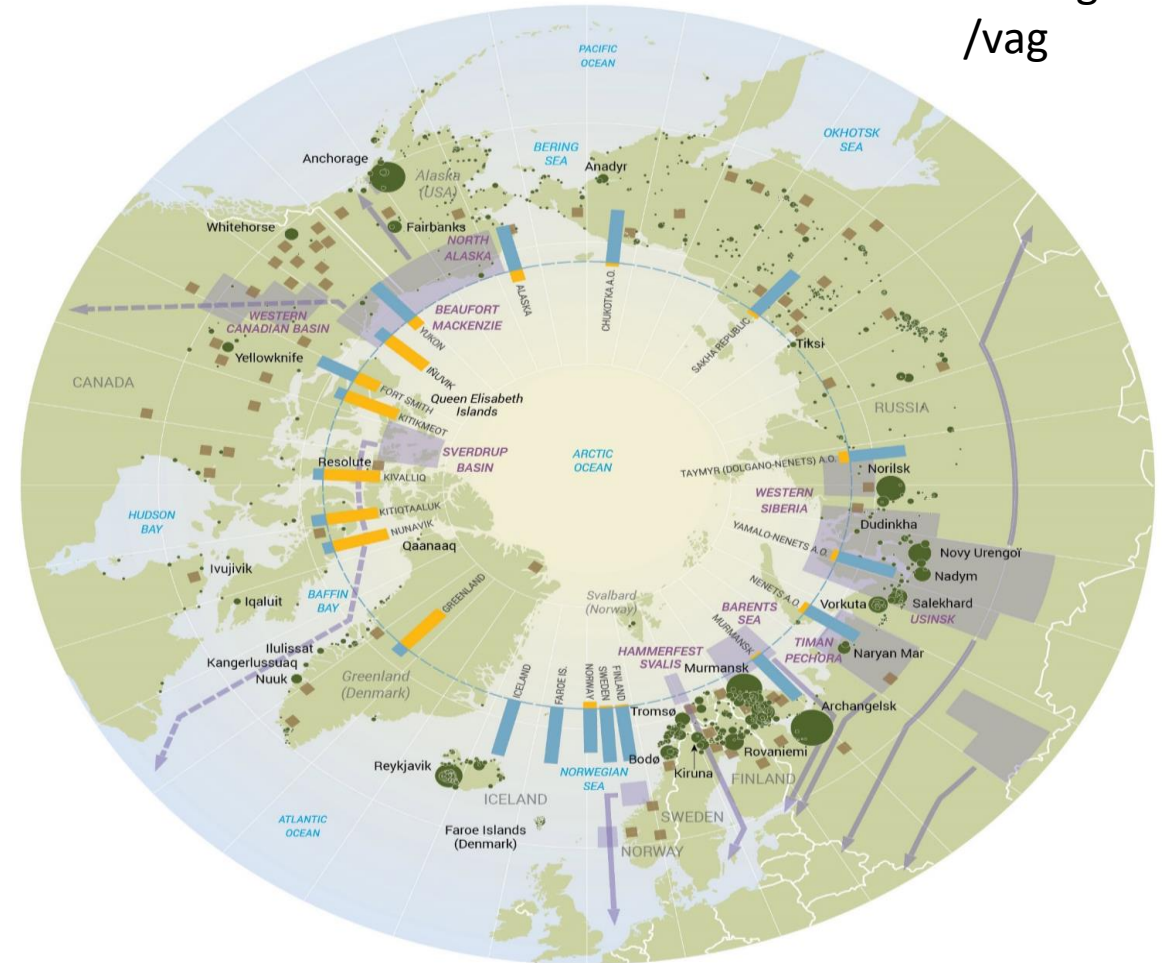 /vag
PACIFIC
OCEAN
OKHOTSK
SEA
BERING
SEA
Anchorage
Alaska
(USA)
Anadyr
Whitehorse
Fairbanks
NORTH
ALASKA
ALASKA
CHUKOTKA A.O.
BEAUFORT
MACKENZIE
WESTERN
CANADIAN BASIN
YUKON
SAKHA REPUBLIC
Tiksi
Yellowknife
INUVIK
CANADA
FORT SMITH
Queen Elisabeth
Islands
KITIKMEOT
RUSSIA
SVERDRUP
BASIN
ARCTIC
OCEAN
Resolute
KIVALLIQ
TAYMYR (DOLGANO-NENETS) A.O.
Norilsk
WESTERN
SIBERIA
HUDSON
BAY
KITIQTAALUK
NUNAVIK
Qaanaaq
Dudinkha
YAMALO-NENETS A.O.
Novy Urengoï
Nadym
Ivujivik
BAFFIN
BAY
Iqaluit
GREENLAND
Svalbard
(Norway)
NENETS A.O.
BARENTS
SEA
Vorkuta
Salekhard
USINSK
MURMANSK
TIMAN
PECHORA
Naryan Mar
Ilulissat
Kangerlussuaq
Nuuk
Greenland
(Denmark)
HAMMERFEST
SVALIS
Murmansk
ICELAND
FAROE IS.
NORWAY
SWEDEN
FINLAND
Tromsø
Archangelsk
Reykjavik
NORWEGIAN
SEA
Bodø
Kiruna
Rovaniemi
FINLAND
ICELAND
SWEDEN
ATLANTIC
OCEAN
Faroe Islands
(Denmark)
NORWAY